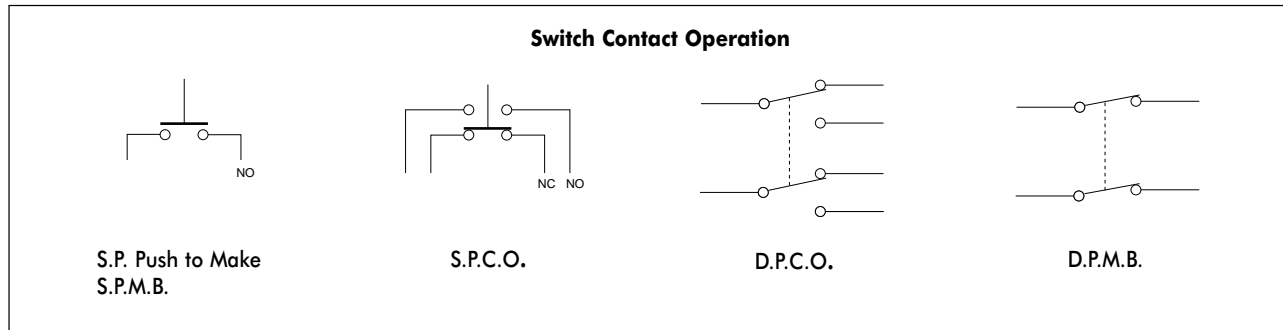 Switch Contact Operation
NO
NC NO
S.P. Push to Make
S.P.M.B.
S.P.C.O.
D.P.C.O.
D.P.M.B.